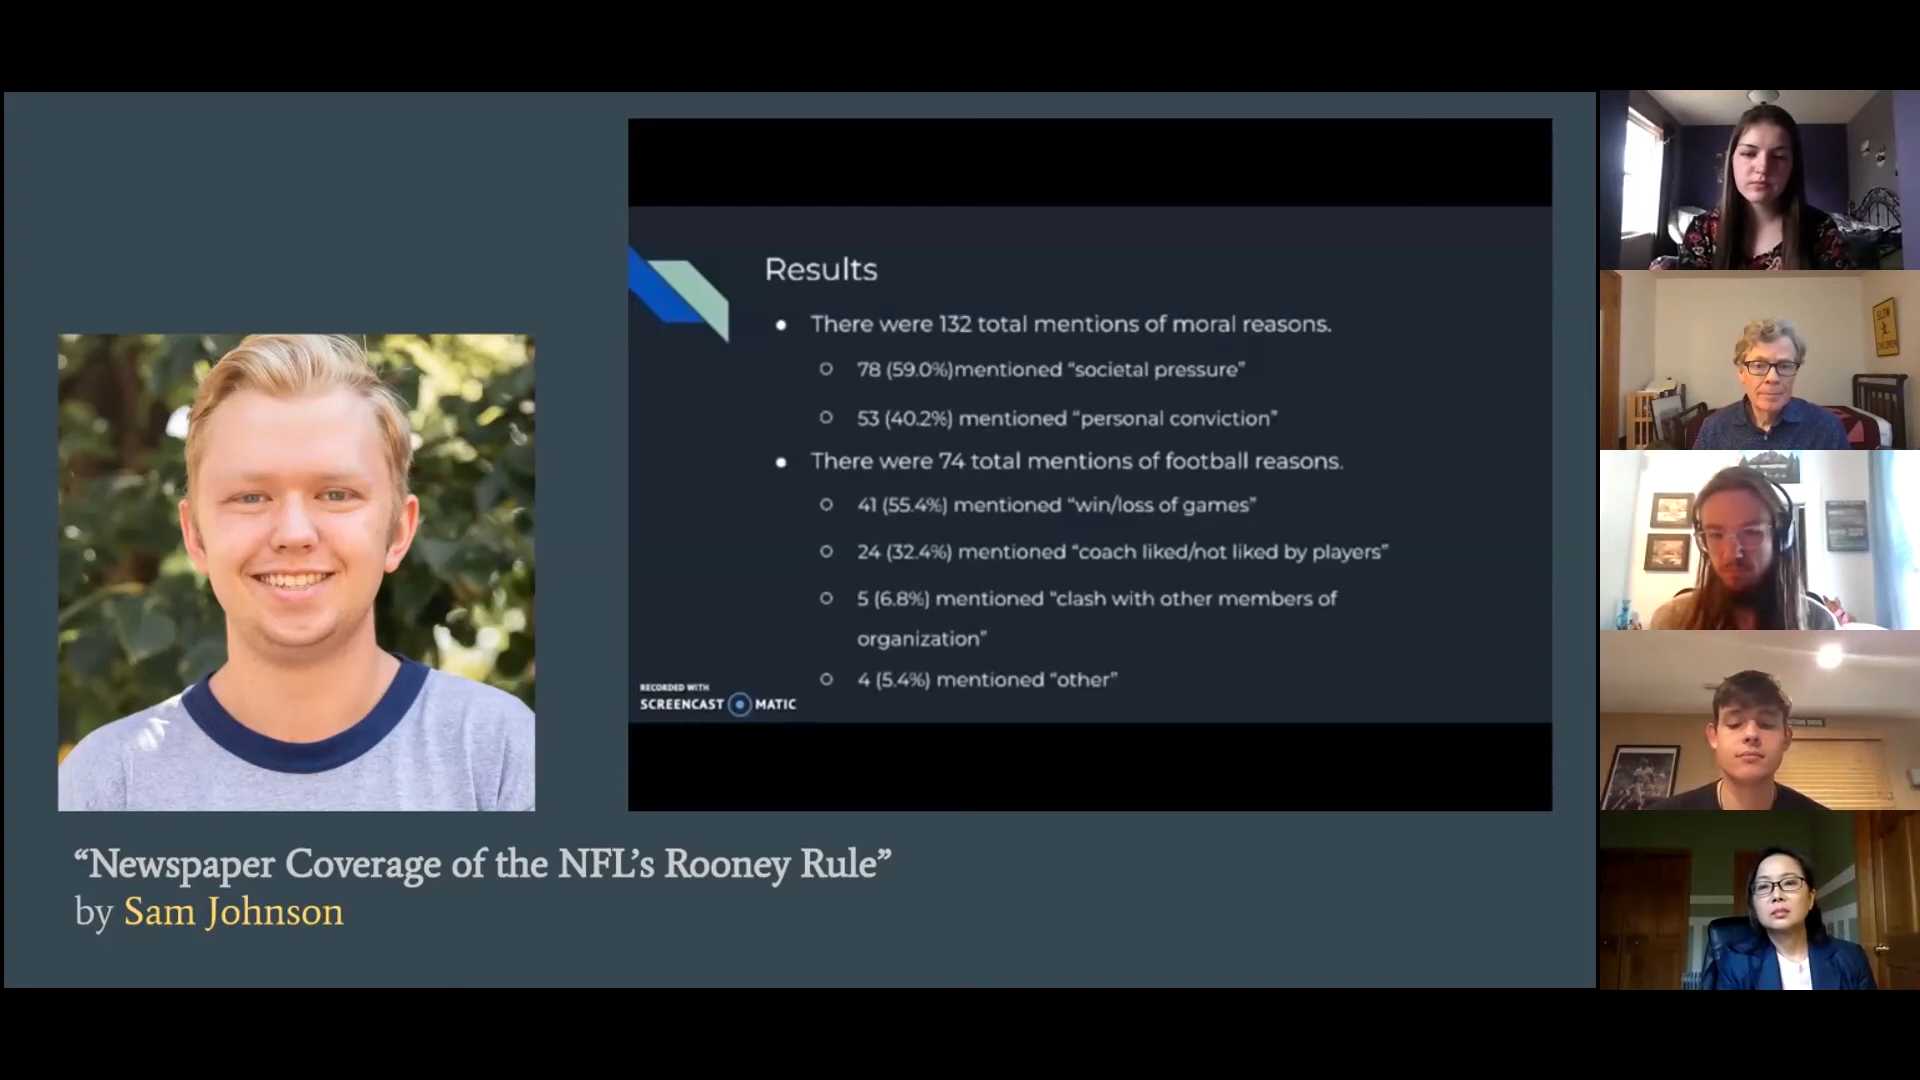 Results
● There were 132 total mentions of moral reasons.
○ 78 (59.0%)mentioned “societal pressure”
○ 53 (40.2%) mentioned “personal conviction”
● There were 74 total mentions of football reasons.
○ 41 (55.4%) mentioned “win/loss of games”
○ 24 (32.4%) mentioned “coach liked/not liked by players”
○ 5 (6.8%) mentioned “clash with other members of
organization”
○ 4 (5.4%) mentioned “other”
RECORDED WITH
SCREENCAST MATIC
“Newspaper Coverage of the NFL’s Rooney Rule”
by Sam Johnson
SLOW
CHILDREN